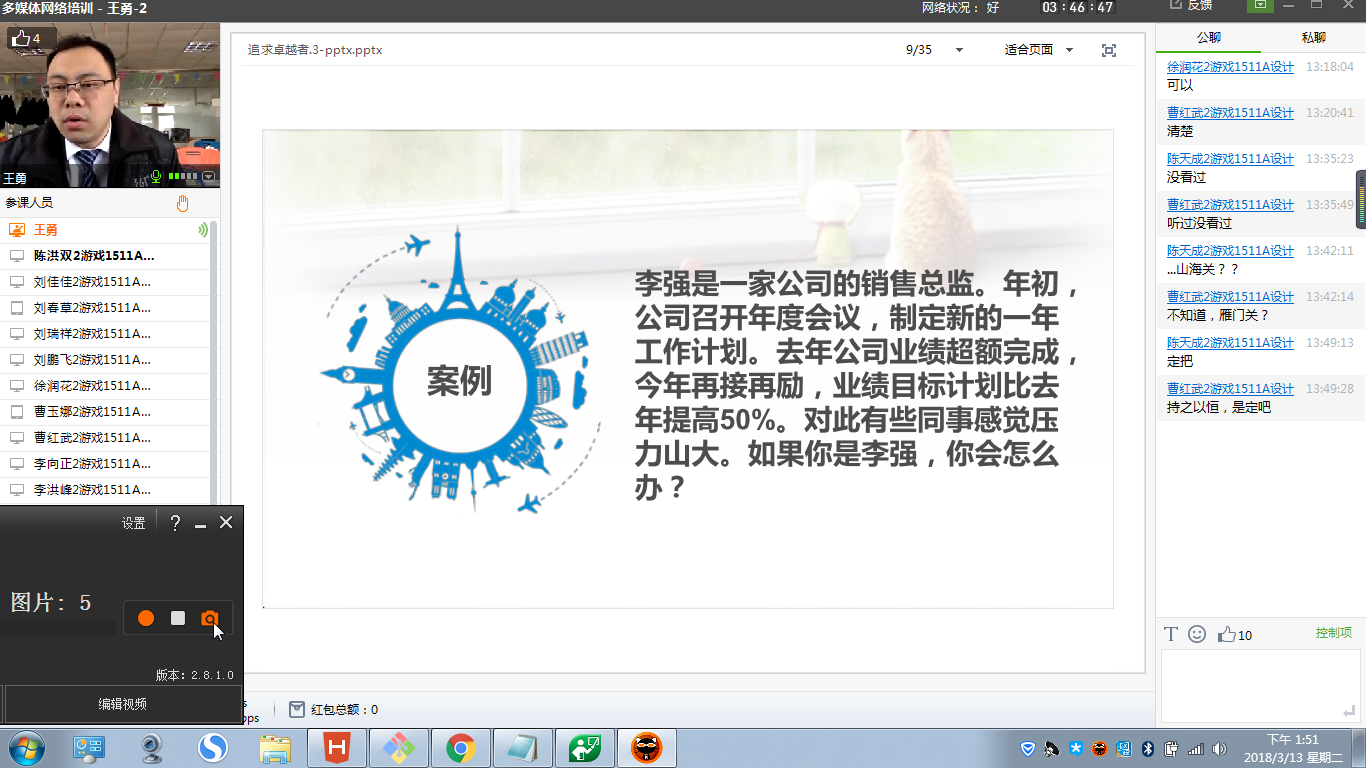 多媒体网络培训 - 王勇-2
网络状况： 好
03:46:47
反馈
4
王勇
参课人员
王勇
陈洪双2游戏1511A...
刘佳佳2游戏1511A...
刘春草2游戏1511A...
刘瑞祥2游戏1511A...
刘鹏飞2游戏1511A...
徐润花2游戏1511A...
曹玉娜2游戏1511A...
曹红武2游戏1511A...
李向正2游戏1511A...
李洪峰2游戏1511A...
设置
?
图片: 5
版本: 2.8.1.0
编辑视频
追求卓越者.3-pptx.pptx
9/35
适合页面
案例
李强是一家公司的销售总监。年初，
公司召开年度会议，制定新的一年
工作计划。去年公司业绩超额完成，
今年再接再励，业绩目标计划比去
年提高50%。对此有些同事感觉压
力山大。如果你是李强，你会怎么
办？
红包总额：0
公聊
私聊
徐润花2游戏1511A设计 13:18:04
可以
曹红武2游戏1511A设计 13:20:41
清楚
陈天成2游戏1511A设计 13:35:23
没看过
曹红武2游戏1511A设计 13:35:49
听过没看过
陈天成2游戏1511A设计 13:42:11
...山海关？？
曹红武2游戏1511A设计 13:42:14
不知道，雁门关？
陈天成2游戏1511A设计 13:49:13
定把
曹红武2游戏1511A设计 13:49:28
持之以恒，是定吧
10
控制项
下午 1:51
2018/3/13 星期二